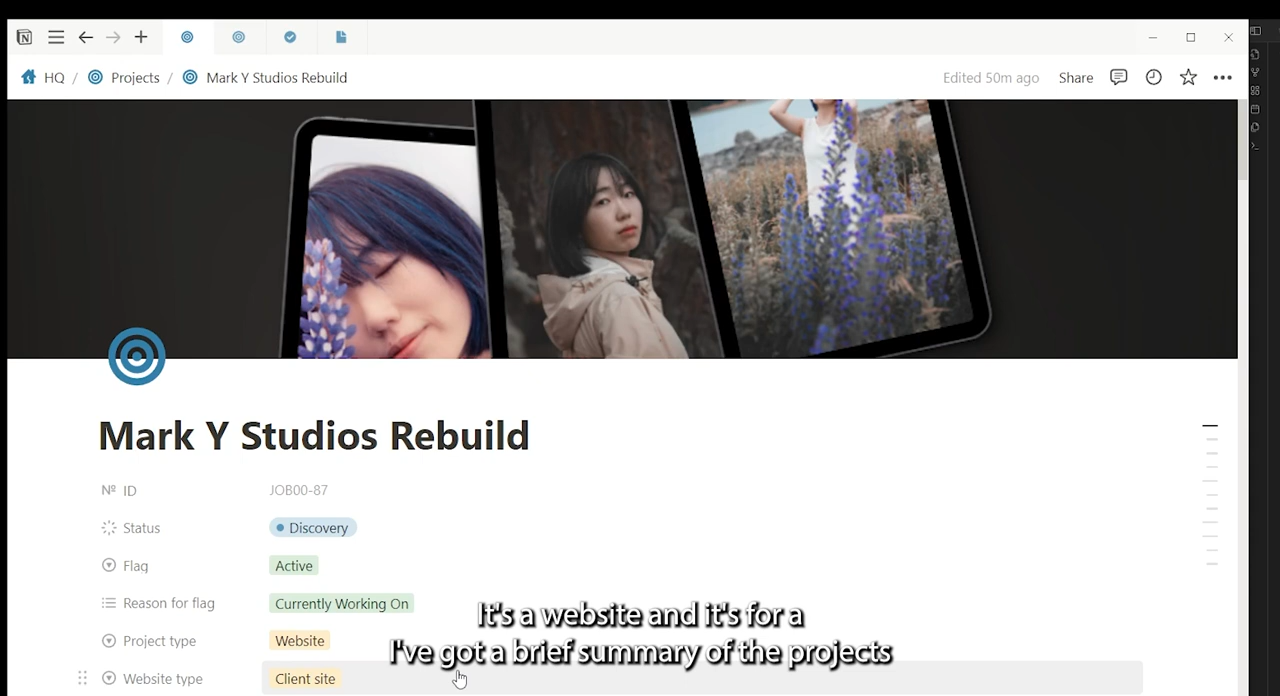 HQ / Projects / Mark Y Studios Rebuild
Edited 50m ago Share
Mark Y Studios Rebuild
Nº ID JOB00-87
Status Discovery
Flag Active
Reason for flag Currently Working On
Project type Website
Website type Client site
It's a website and it's for a
I've got a brief summary of the projects